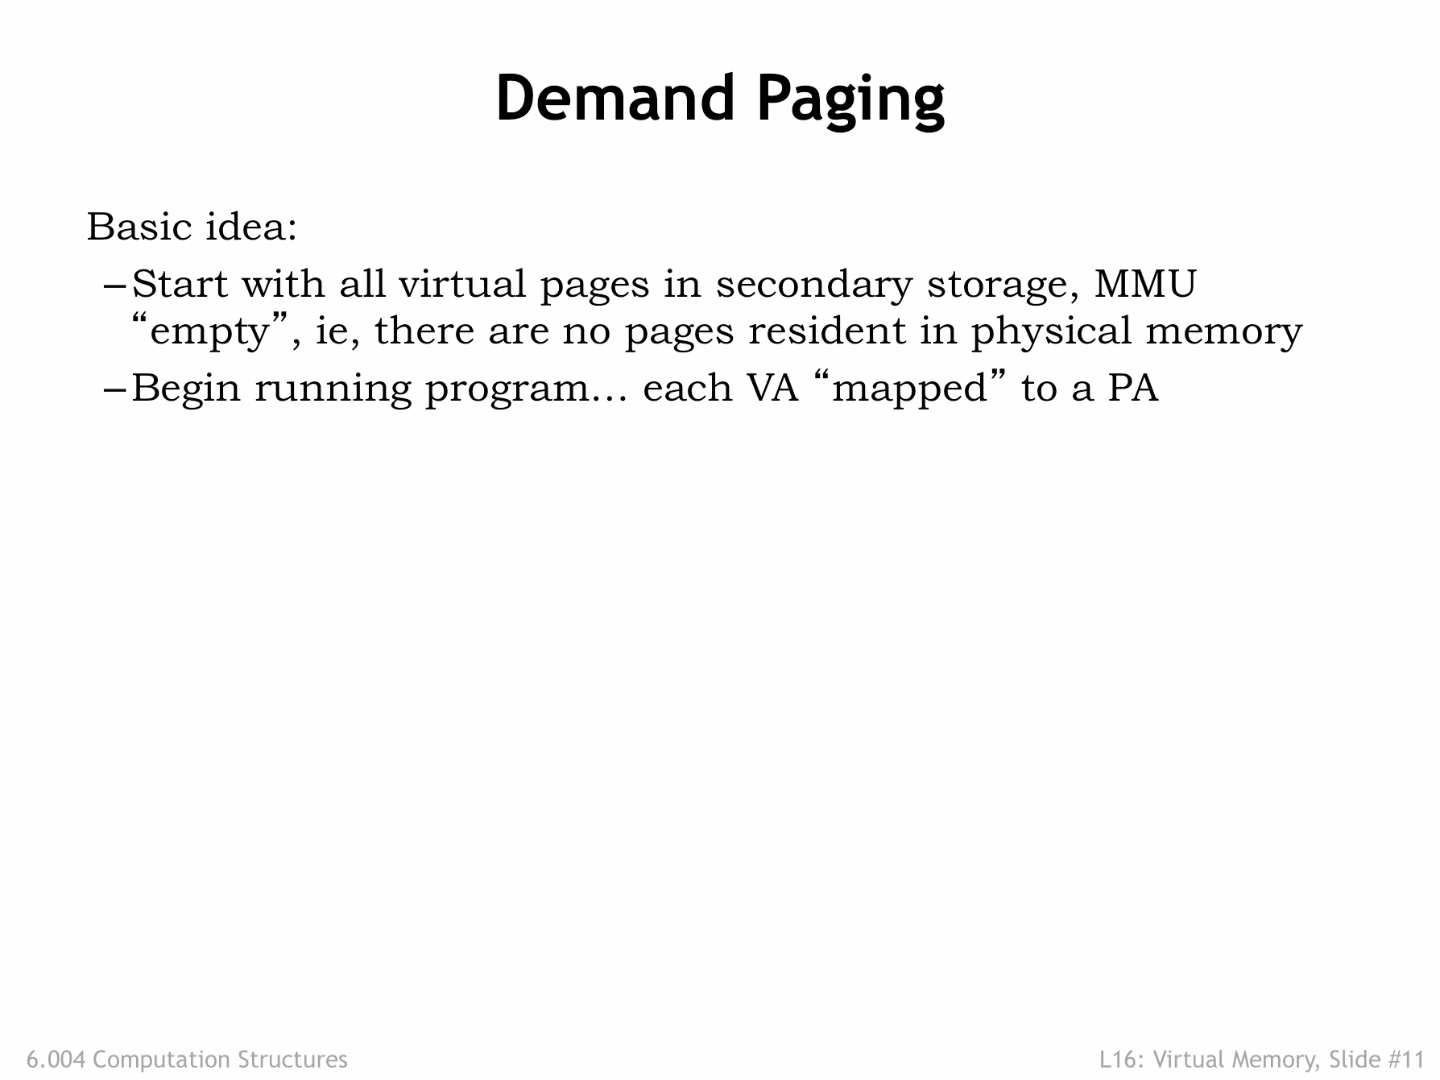 Demand Paging
Basic idea:
–Start with all virtual pages in secondary storage, MMU
“empty”, ie, there are no pages resident in physical memory
–Begin running program… each VA “mapped” to a PA
6.004 Computation Structures
L16: Virtual Memory, Slide #11